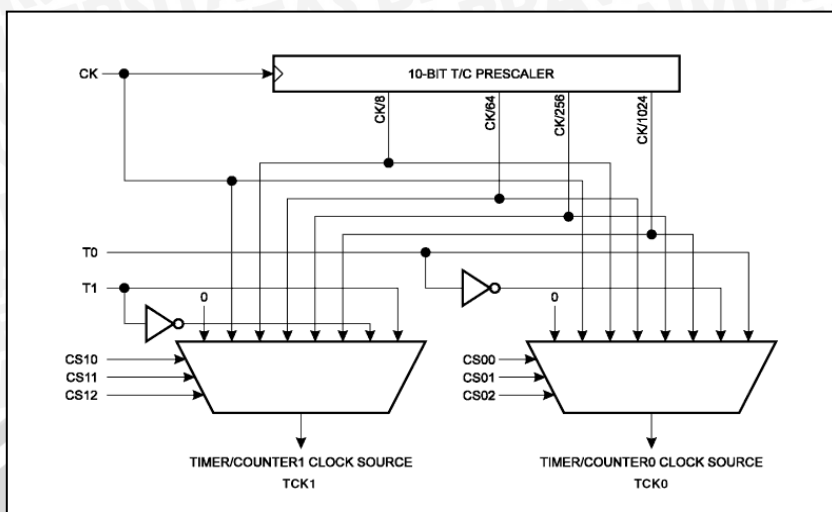 CK
10-BIT T/C PRESCALER
CK/8
CK/64
CK/256
CK/1024
T0
T1
0
0
CS10
CS11
CS12
CS00
CS01
CS02
TIMER/COUNTER1 CLOCK SOURCE
TCK1
TIMER/COUNTER0 CLOCK SOURCE
TCK0